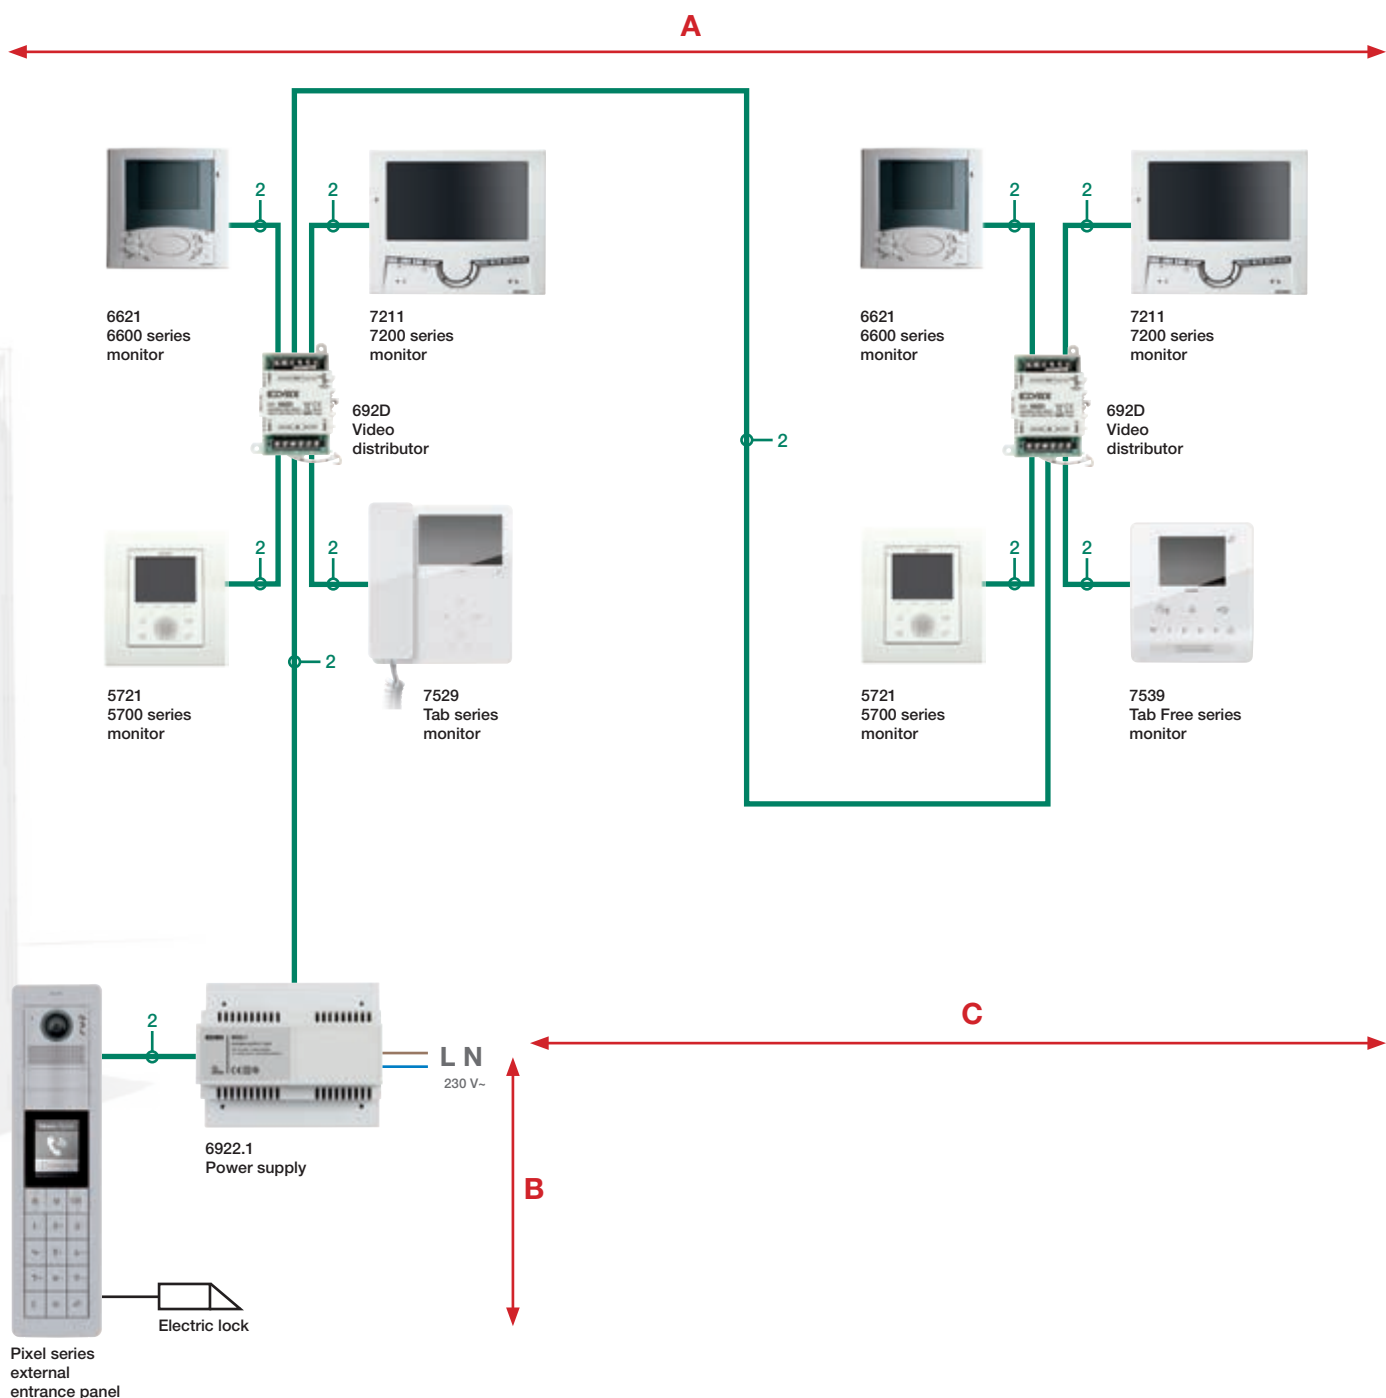 A
2
2
2
2
6621
6600 series
monitor
7211
7200 series
monitor
6621
6600 series
monitor
7211
7200 series
monitor
692D
Video
distributor
692D
Video
distributor
2
2
2
2
2
2
5721
5700 series
monitor
7529
Tab series
monitor
5721
5700 series
monitor
7539
Tab Free series
monitor
2
C
L N
230 V~
6922.1
Power supply
B
Electric lock
Pixel series
external
entrance panel